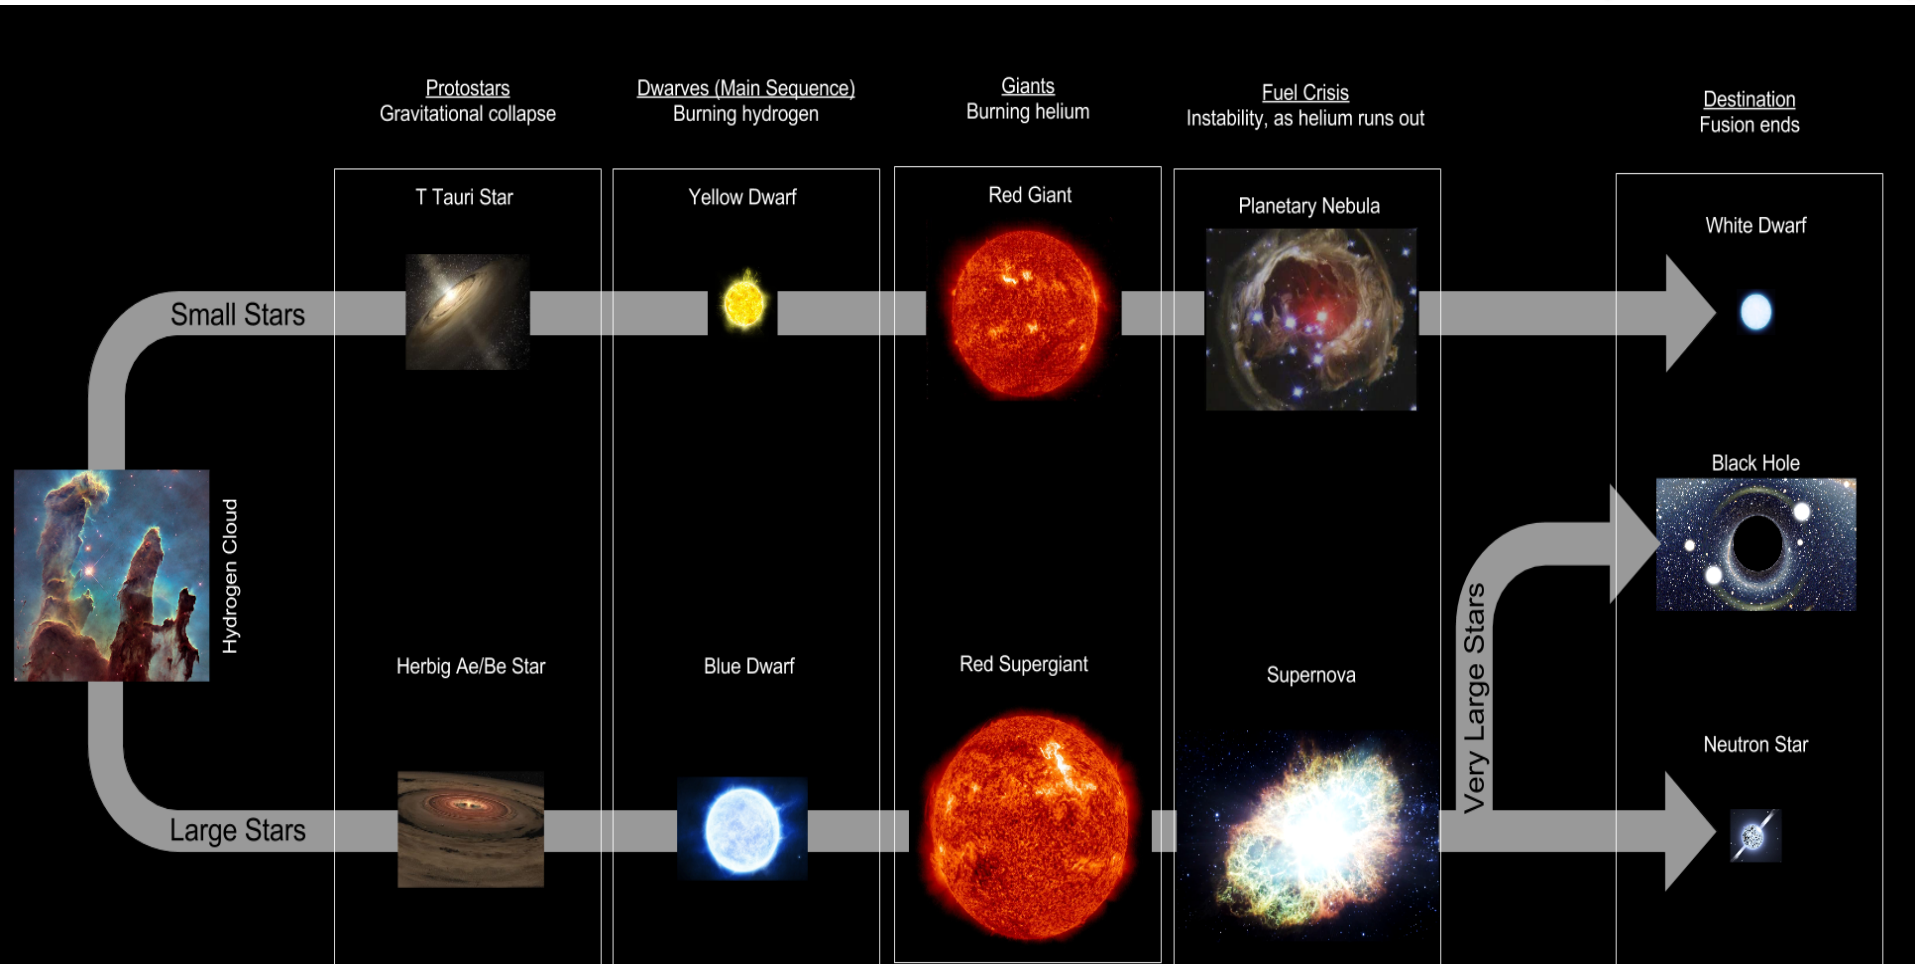 Protostars
Gravitational collapse
Dwarves (Main Sequence)
Burning hydrogen
Giants
Burning helium
Fuel Crisis
Instability, as helium runs out
Destination
Fusion ends
T Tauri Star
Yellow Dwarf
Red Giant
Planetary Nebula
White Dwarf
Small Stars
Black Hole
Hydrogen Cloud
Very Large Stars
Herbig Ae/Be Star
Blue Dwarf
Red Supergiant
Supernova
Neutron Star
Large Stars